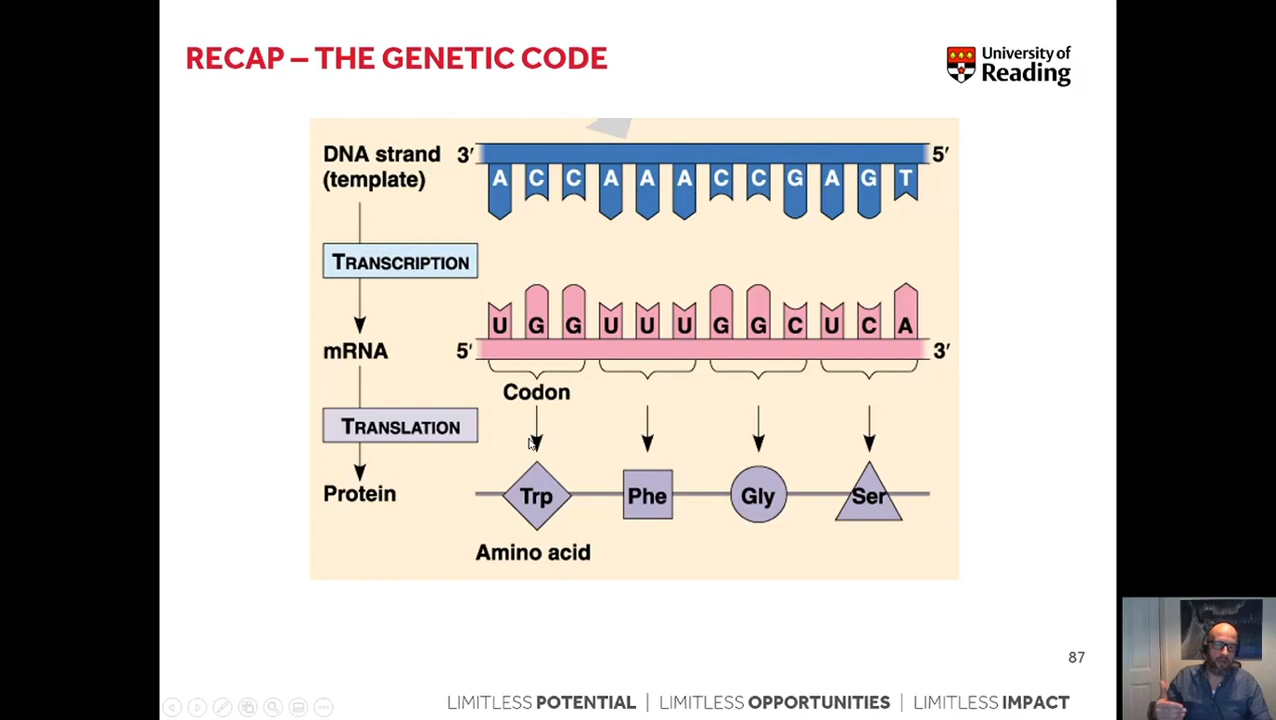 RECAP – THE GENETIC CODE
University of
Reading
DNA strand
(template)
3′
5′
A C C A A A C C G A G T
TRANSCRIPTION
U G G U U U G G C U C A
mRNA
5′
3′
Codon
TRANSLATION
Protein
Trp Phe Gly Ser
Amino acid
87
LIMITLESS POTENTIAL | LIMITLESS OPPORTUNITIES | LIMITLESS IMPACT